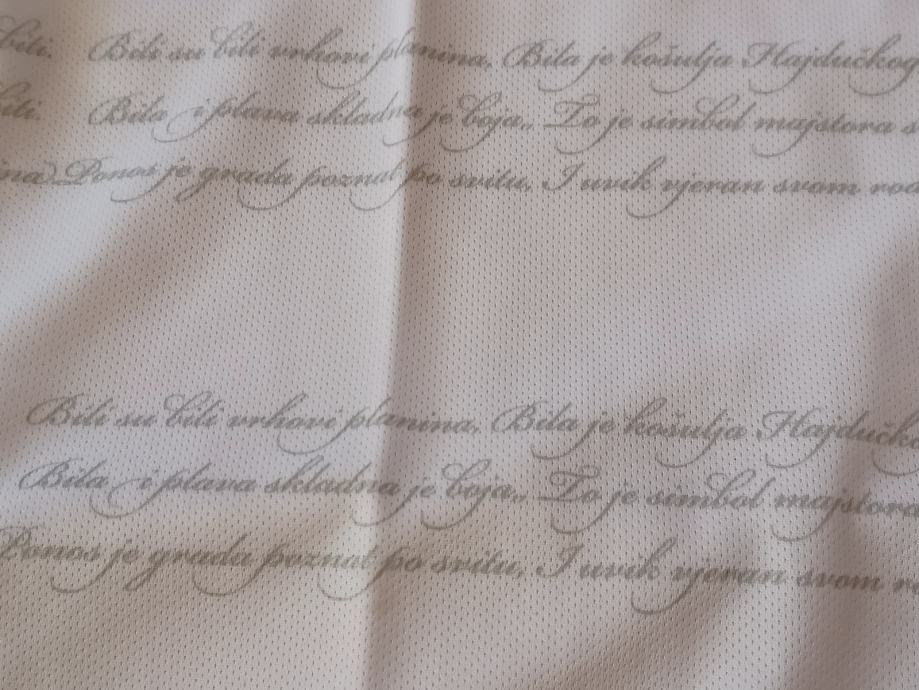 biti. Bili su bili vrhovi planina. Bila je košulja Hajdučkog
biti. Bila i plava skladna je boja.. To je simbol majstora s
Ponos je grada poznat po svitu, I uvik vjeran svom
Bili su bili vrhovi planina. Bila je košulja Hajdučk
Bila i plava skladna je boja.. To je simbol majstora
Ponos je grada poznat po svitu, I uvik vjeran svom